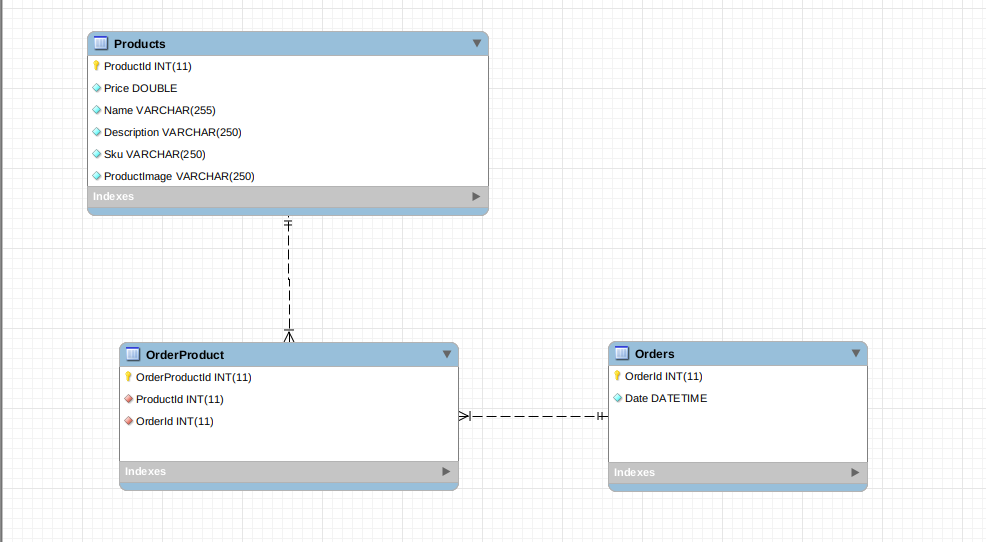 Products
ProductId INT(11)
Price DOUBLE
Name VARCHAR(255)
Description VARCHAR(250)
Sku VARCHAR(250)
ProductImage VARCHAR(250)
Indexes
OrderProduct
OrderProductId INT(11)
ProductId INT(11)
OrderId INT(11)
Indexes
Orders
OrderId INT(11)
Date DATETIME
Indexes